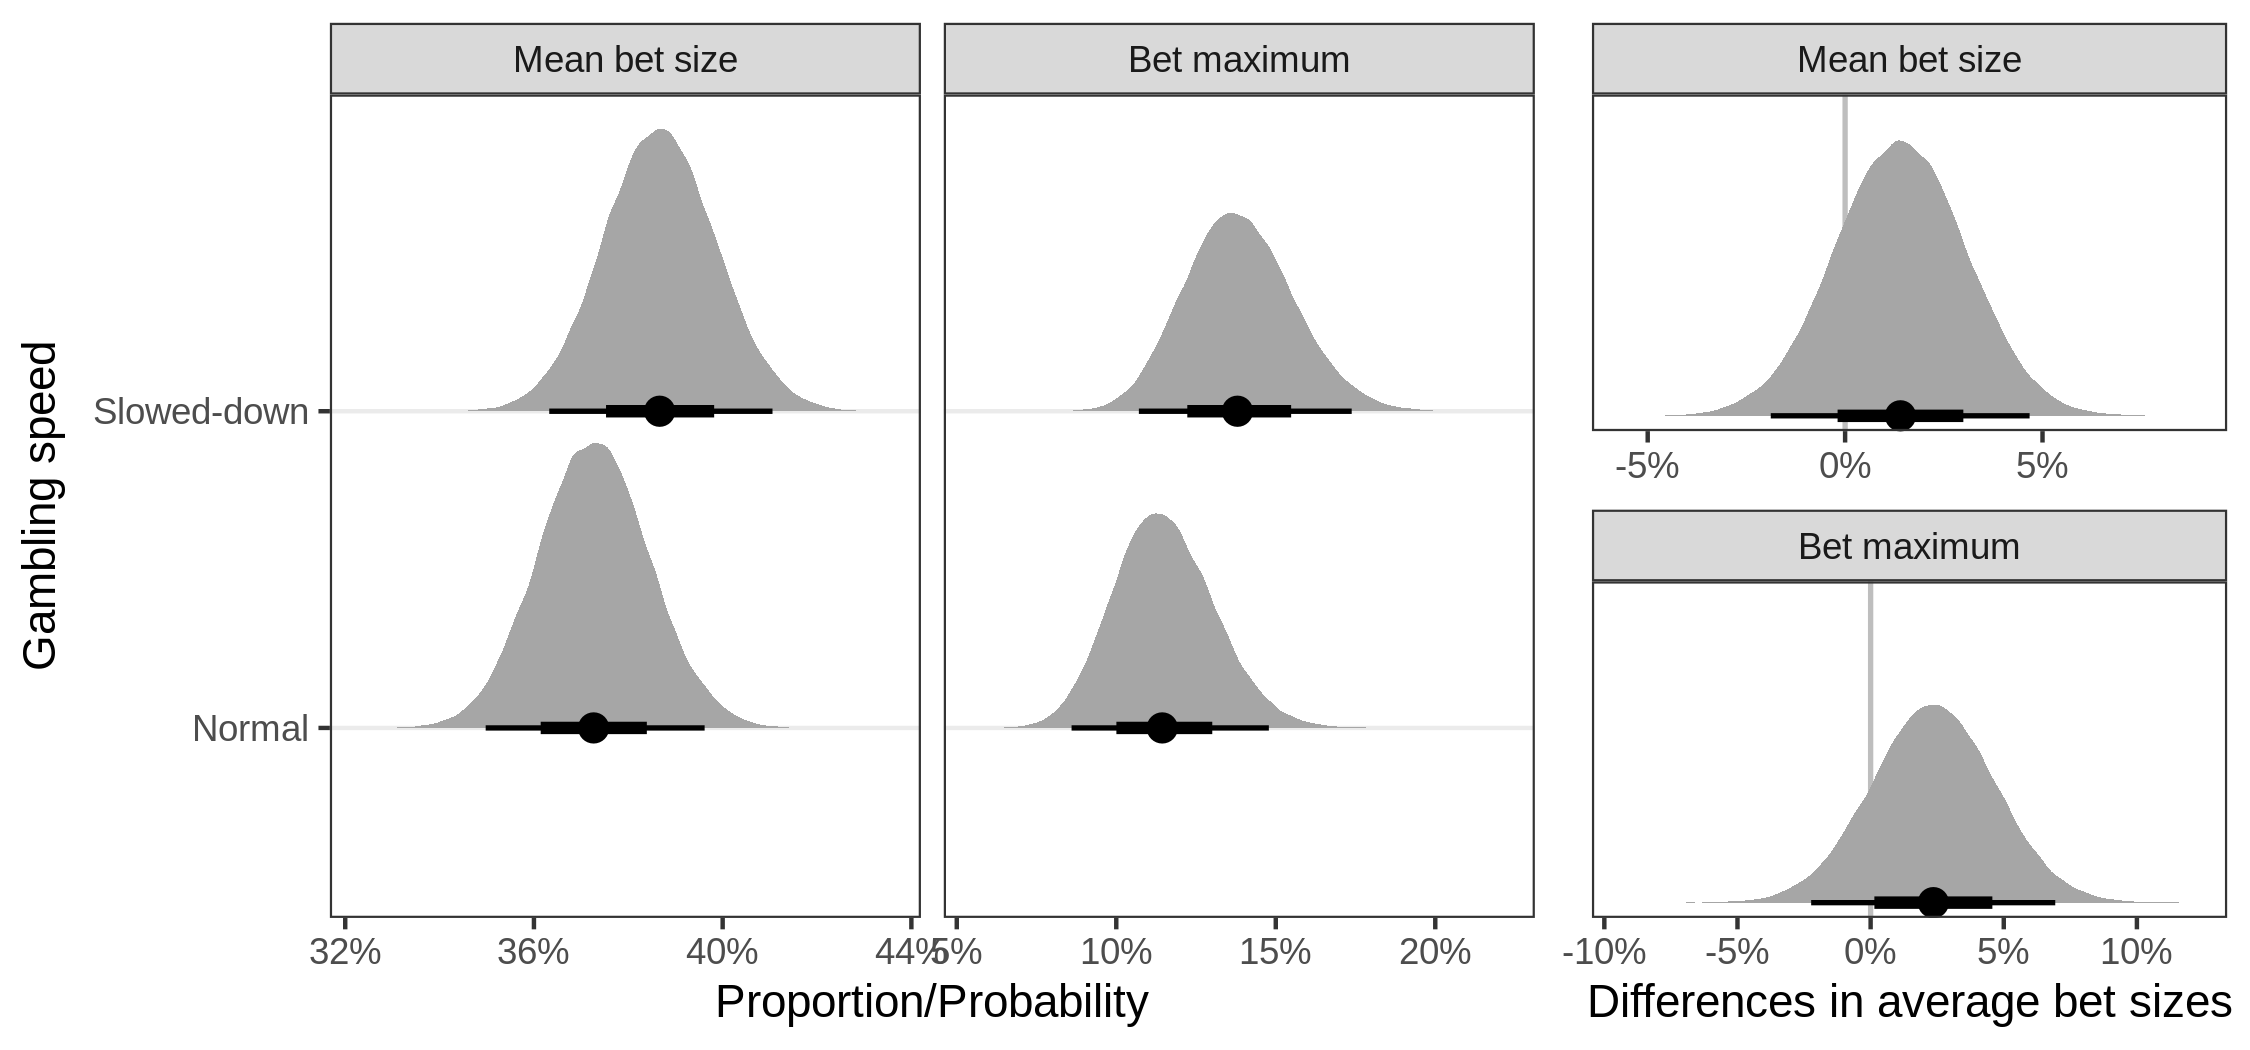 Mean bet size
Bet maximum
Mean bet size
Gambling speed
Slowed-down
Normal
-5%
0%
5%
Bet maximum
32%
36%
40%
44%
5%
10%
15%
20%
-10%
-5%
0%
5%
10%
Proportion/Probability
Differences in average bet sizes